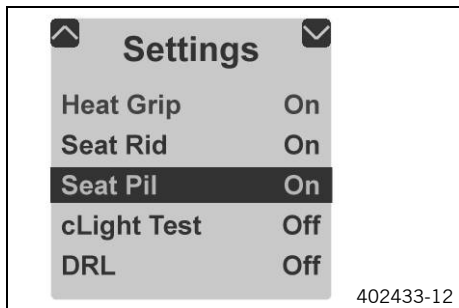 Settings
Heat Grip On
Seat Rid On
Seat Pil On
cLight Test Off
DRL Off
402433-12